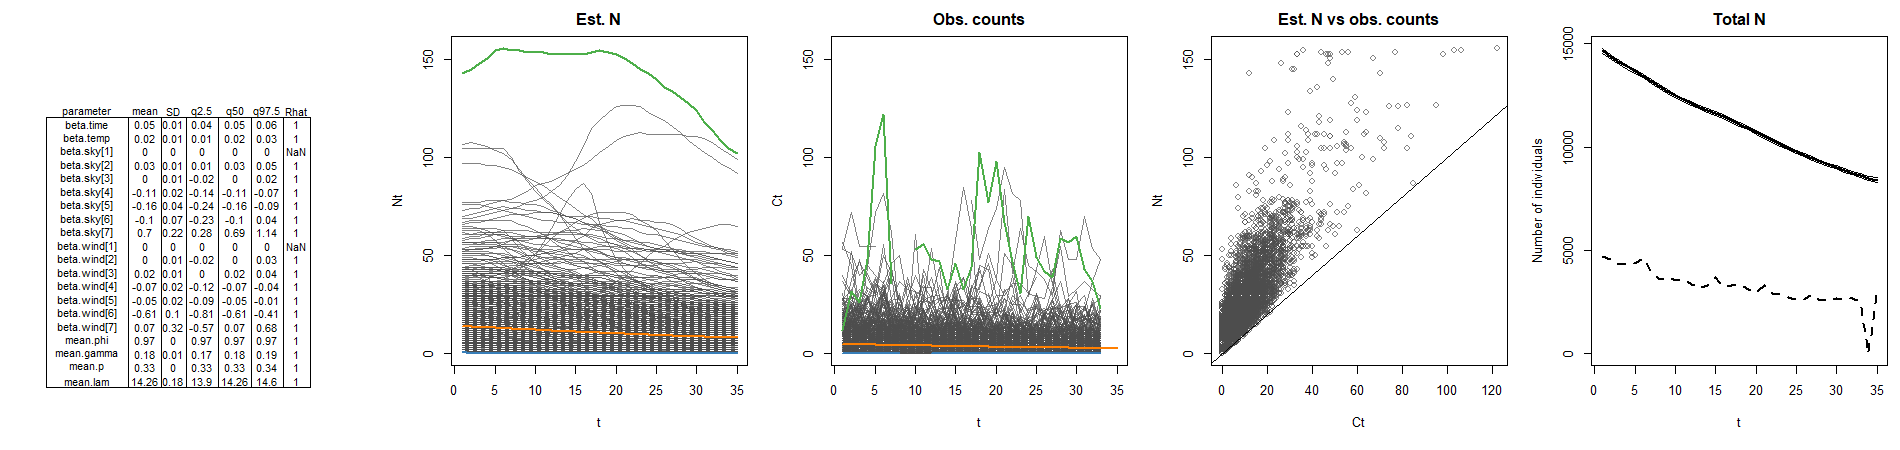 parameter mean SD q2.5 q50 q97.5 Rhat
beta.time 0.05 0.01 0.04 0.05 0.06 1
beta.temp 0.02 0.01 0.01 0.02 0.03 1
beta.sky[1] 0 0 0 0 0 NaN
beta.sky[2] 0.03 0.01 0.01 0.03 0.05 1
beta.sky[3] 0 0.01 -0.02 0 0.02 1
beta.sky[4] -0.11 0.02 -0.14 -0.11 -0.07 1
beta.sky[5] -0.16 0.04 -0.24 -0.16 -0.09 1
beta.sky[6] -0.1 0.07 -0.23 -0.1 0.04 1
beta.sky[7] 0.7 0.22 0.28 0.69 1.14 1
beta.wind[1] 0 0 0 0 0 NaN
beta.wind[2] 0 0.01 -0.02 0 0.03 1
beta.wind[3] 0.02 0.01 0 0.02 0.04 1
beta.wind[4] -0.07 0.02 -0.12 -0.07 -0.04 1
beta.wind[5] -0.05 0.02 -0.09 -0.05 -0.01 1
beta.wind[6] -0.61 0.1 -0.81 -0.61 -0.41 1
beta.wind[7] 0.07 0.32 -0.57 0.07 0.68 1
mean.phi 0.97 0 0.97 0.97 0.97 1
mean.gamma 0.18 0.01 0.17 0.18 0.19 1
mean.p 0.33 0 0.33 0.33 0.34 1
mean.lam 14.26 0.18 13.9 14.26 14.6 1
Est. N
Nt
150
100
50
0
0 5 10 15 20 25 30 35
t
Obs. counts
Ct
150
100
50
0
0 5 10 15 20 25 30 35
t
Est. N vs obs. counts
Nt
150
100
50
0
0 20 40 60 80 100 120
Ct
Total N
Number of individuals
15000
10000
5000
0
0 5 10 15 20 25 30 35
t